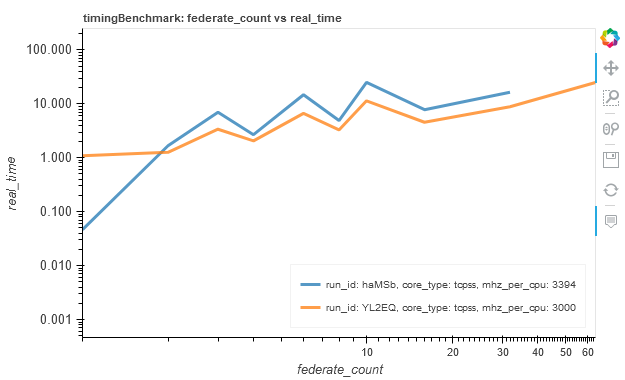 timingBenchmark: federate_count vs real_time
100.000
10.000
1.000
0.100
0.010
0.001
real_time
run_id: haMSb, core_type: tcpss, mhz_per_cpu: 3394
run_id: YL2EQ, core_type: tcpss, mhz_per_cpu: 3000
10 20 30 40 50 60
federate_count